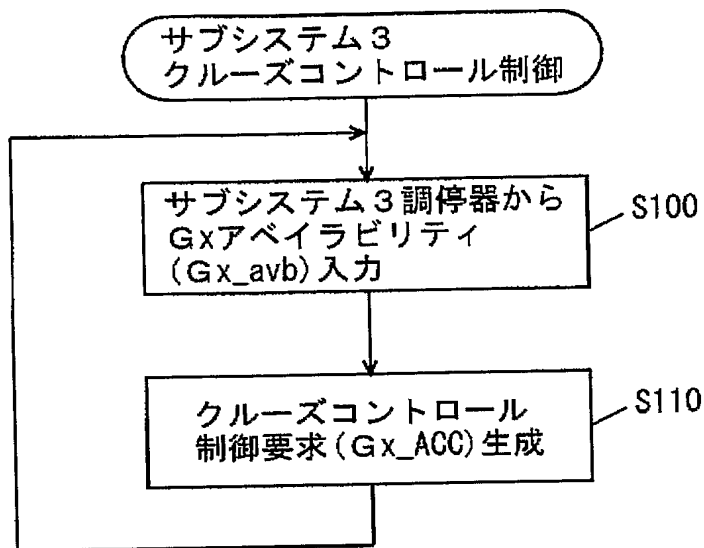 サブシステム３
クルーズコントロール制御
サブシステム３調停器から
Ｇxアベイラビリティ
(Ｇx_avb)入力
S100
クルーズコントロール
制御要求(Ｇx_ACC)生成
S110